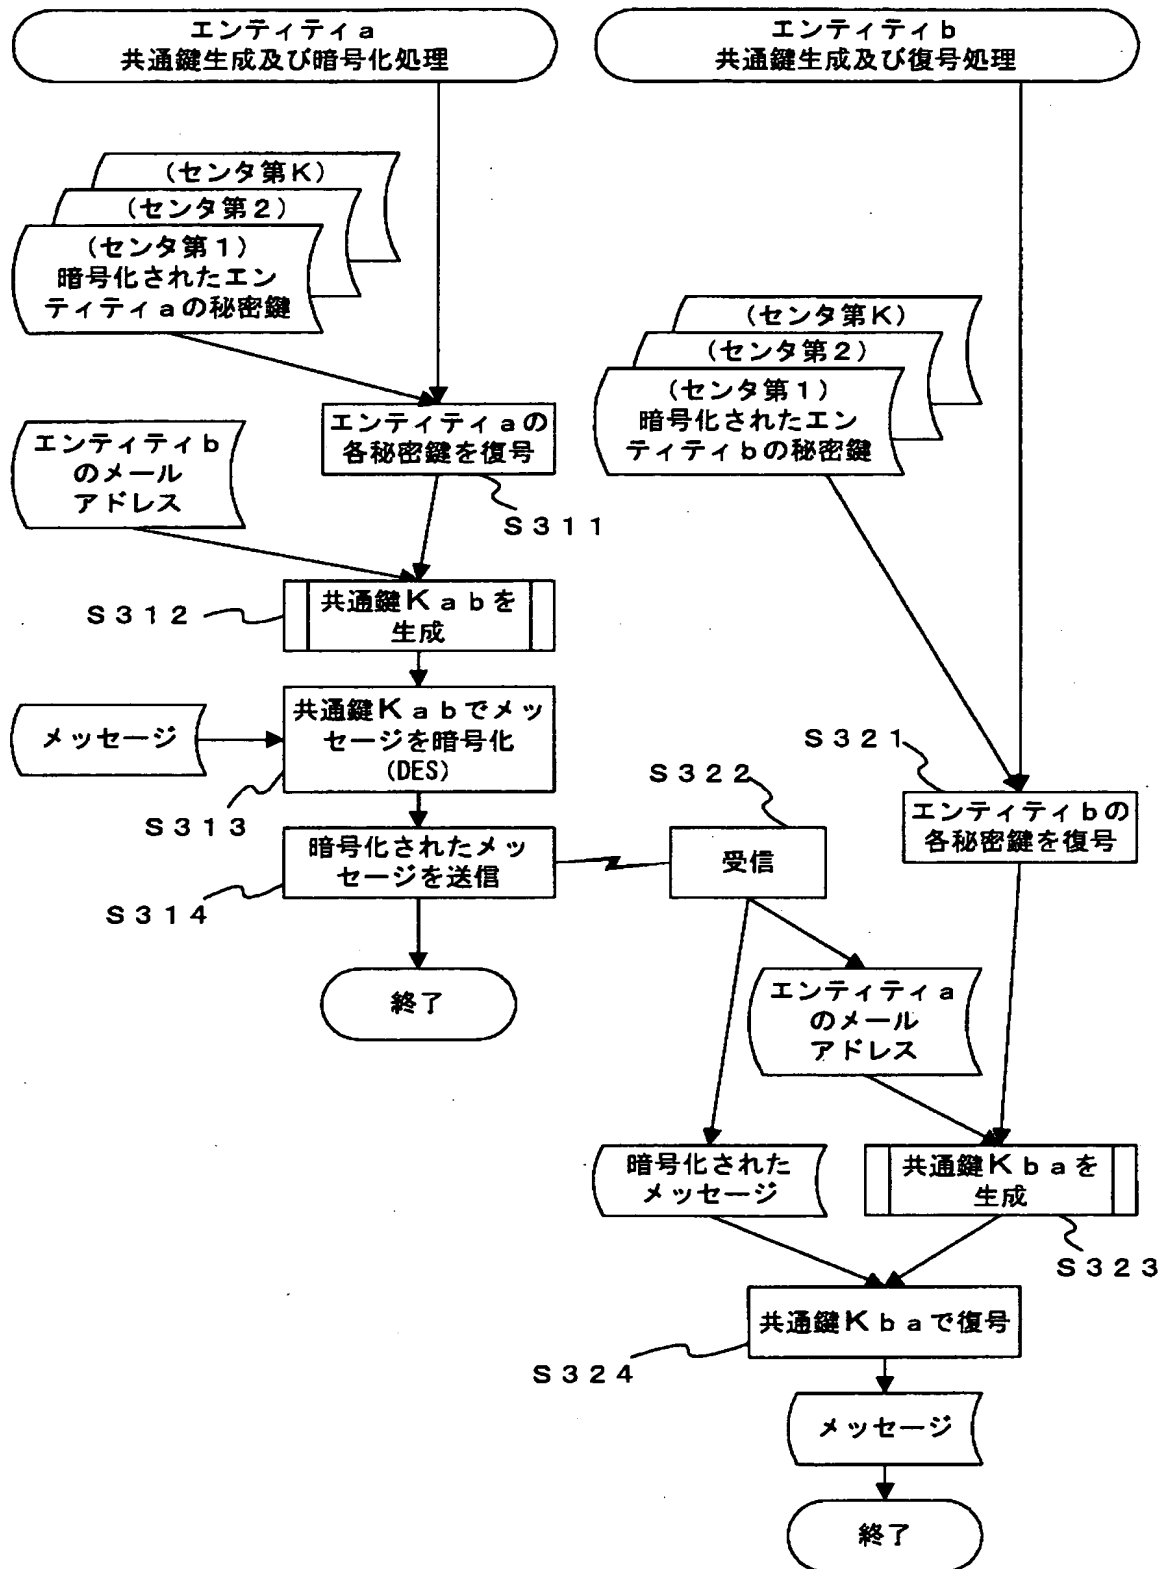 エンティティa
共通鍵生成及び暗号化処理
(センタ第K)
(センタ第2)
(センタ第1)
暗号化されたエン
ティティaの秘密鍵
エンティティaの
各秘密鍵を復号
S311
エンティティb
のメール
アドレス
共通鍵Kabを
生成
S312
メッセージ
共通鍵Kabでメッ
セージを暗号化
(DES)
S313
暗号化されたメッ
セージを送信
S314
終了
エンティティb
共通鍵生成及び復号処理
(センタ第K)
(センタ第2)
(センタ第1)
暗号化されたエン
ティティbの秘密鍵
S321
エンティティbの
各秘密鍵を復号
S322
受信
エンティティa
のメール
アドレス
暗号化された
メッセージ
共通鍵Kbaを
生成
S323
共通鍵Kbaで復号
S324
メッセージ
終了